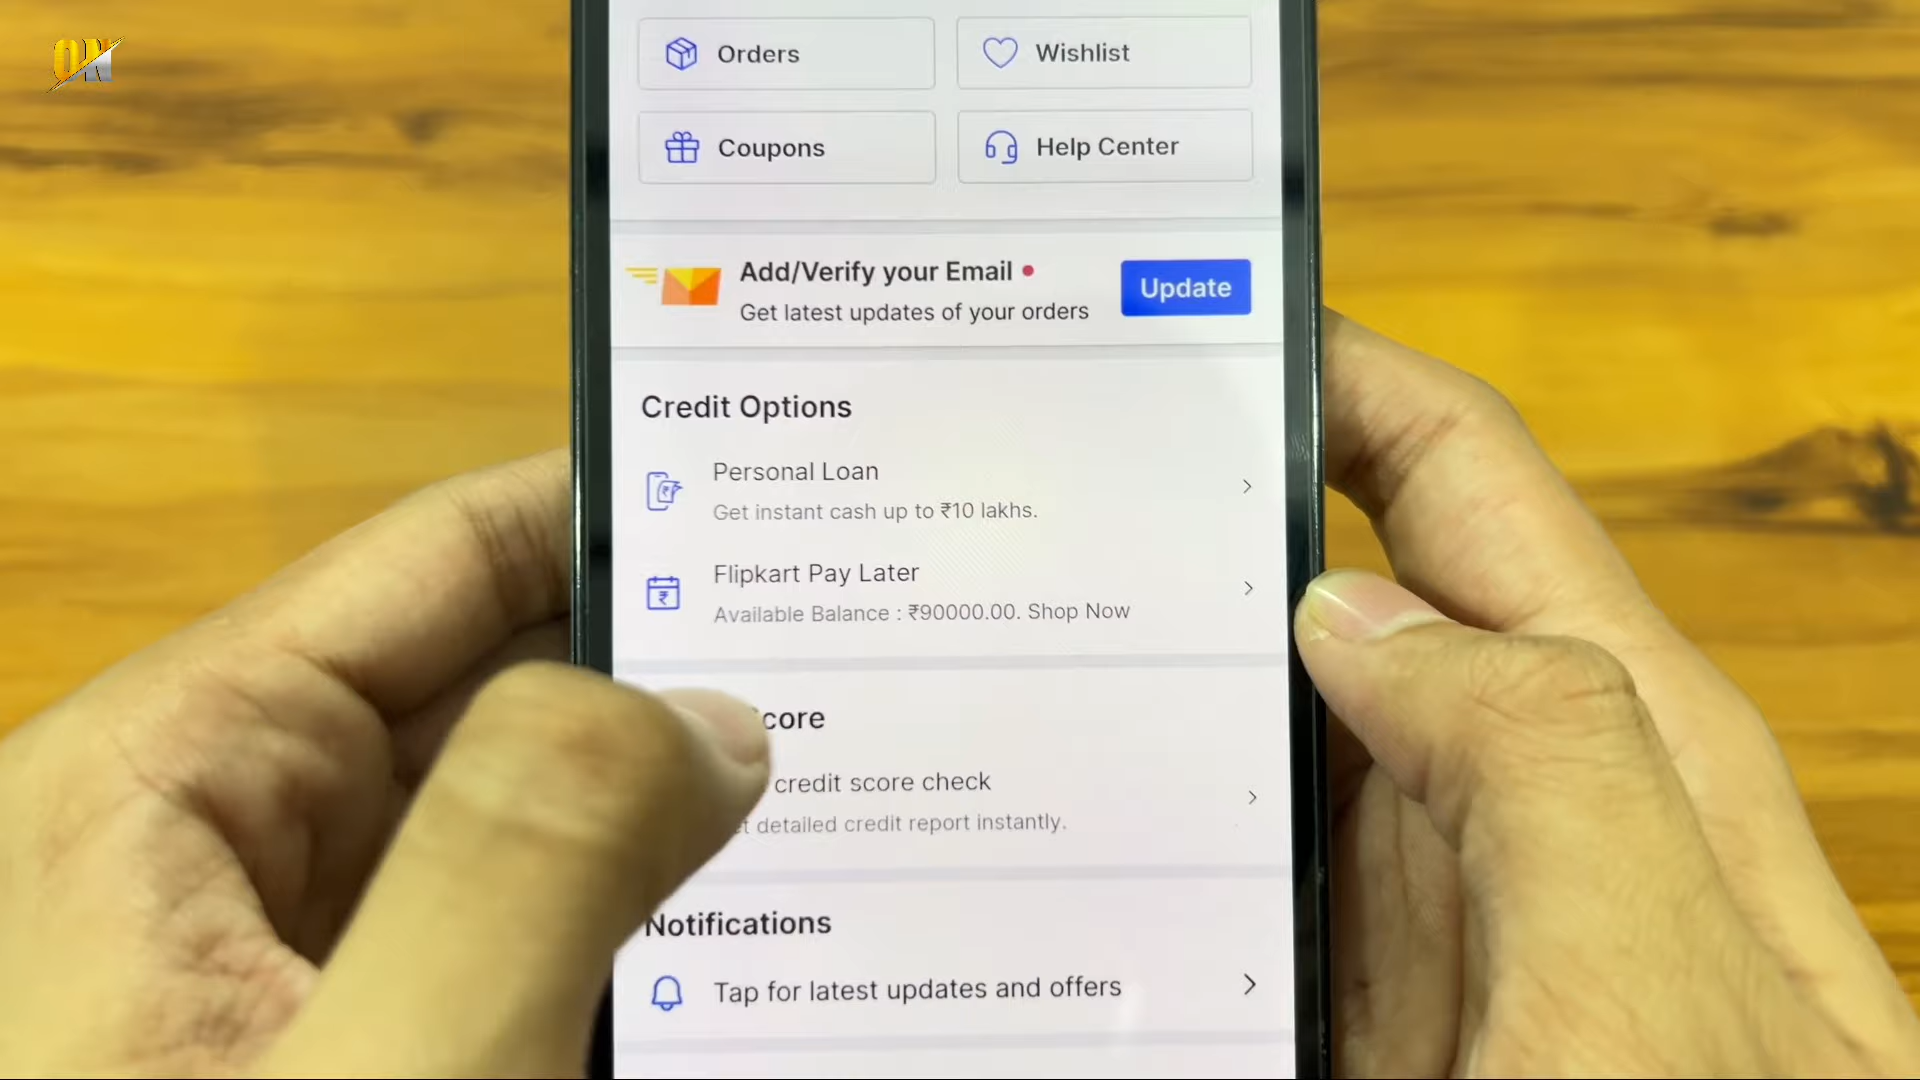 ON
Orders
Wishlist
Coupons
Help Center
Add/Verify your Email
Get latest updates of your orders
Update
Credit Options
Personal Loan
Get instant cash up to ₹10 lakhs.
Flipkart Pay Later
Available Balance : ₹90000.00. Shop Now
credit score check
detailed credit report instantly.
Notifications
Tap for latest updates and offers